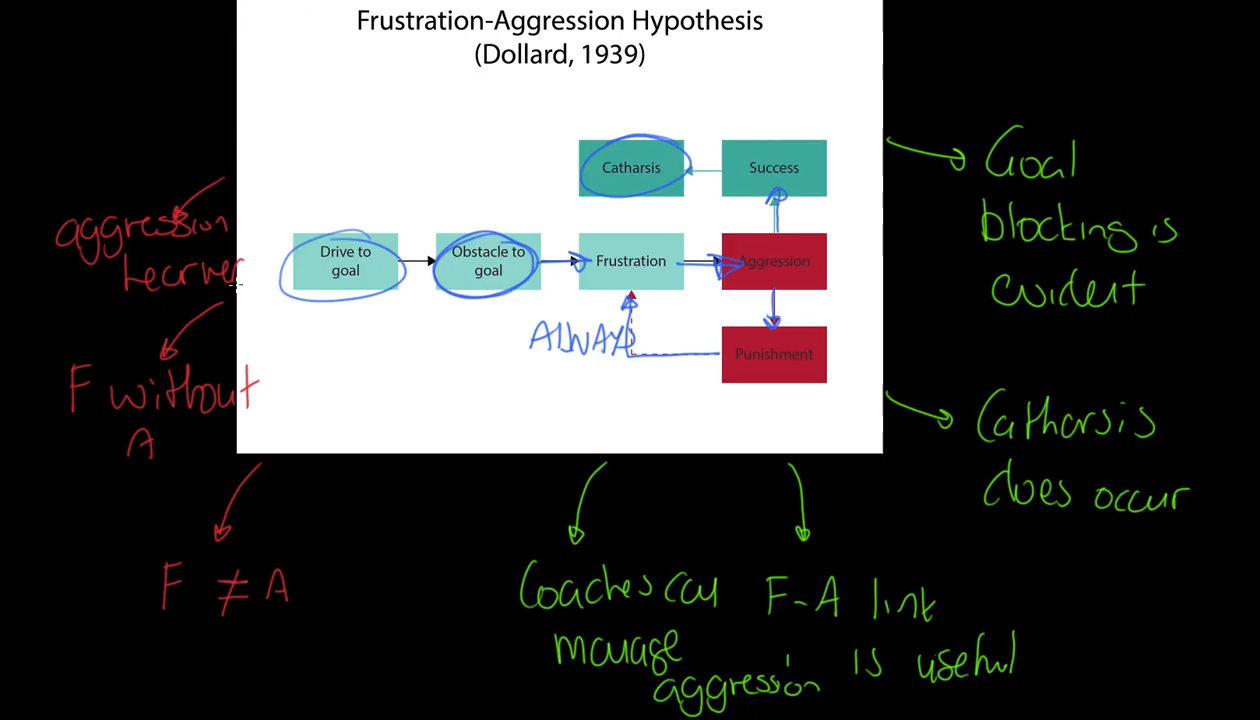 Frustration-Aggression Hypothesis
(Dollard, 1939)
Catharsis
Success
Drive to
goal
Obstacle to
goal
Frustration
Aggression
ALWAYS
Punishment
aggression
F without
A
F ≠ A
Coaches can
manage
aggression
F-A link
is useful
Goal
blocking is
evident
Catharsis
does occur